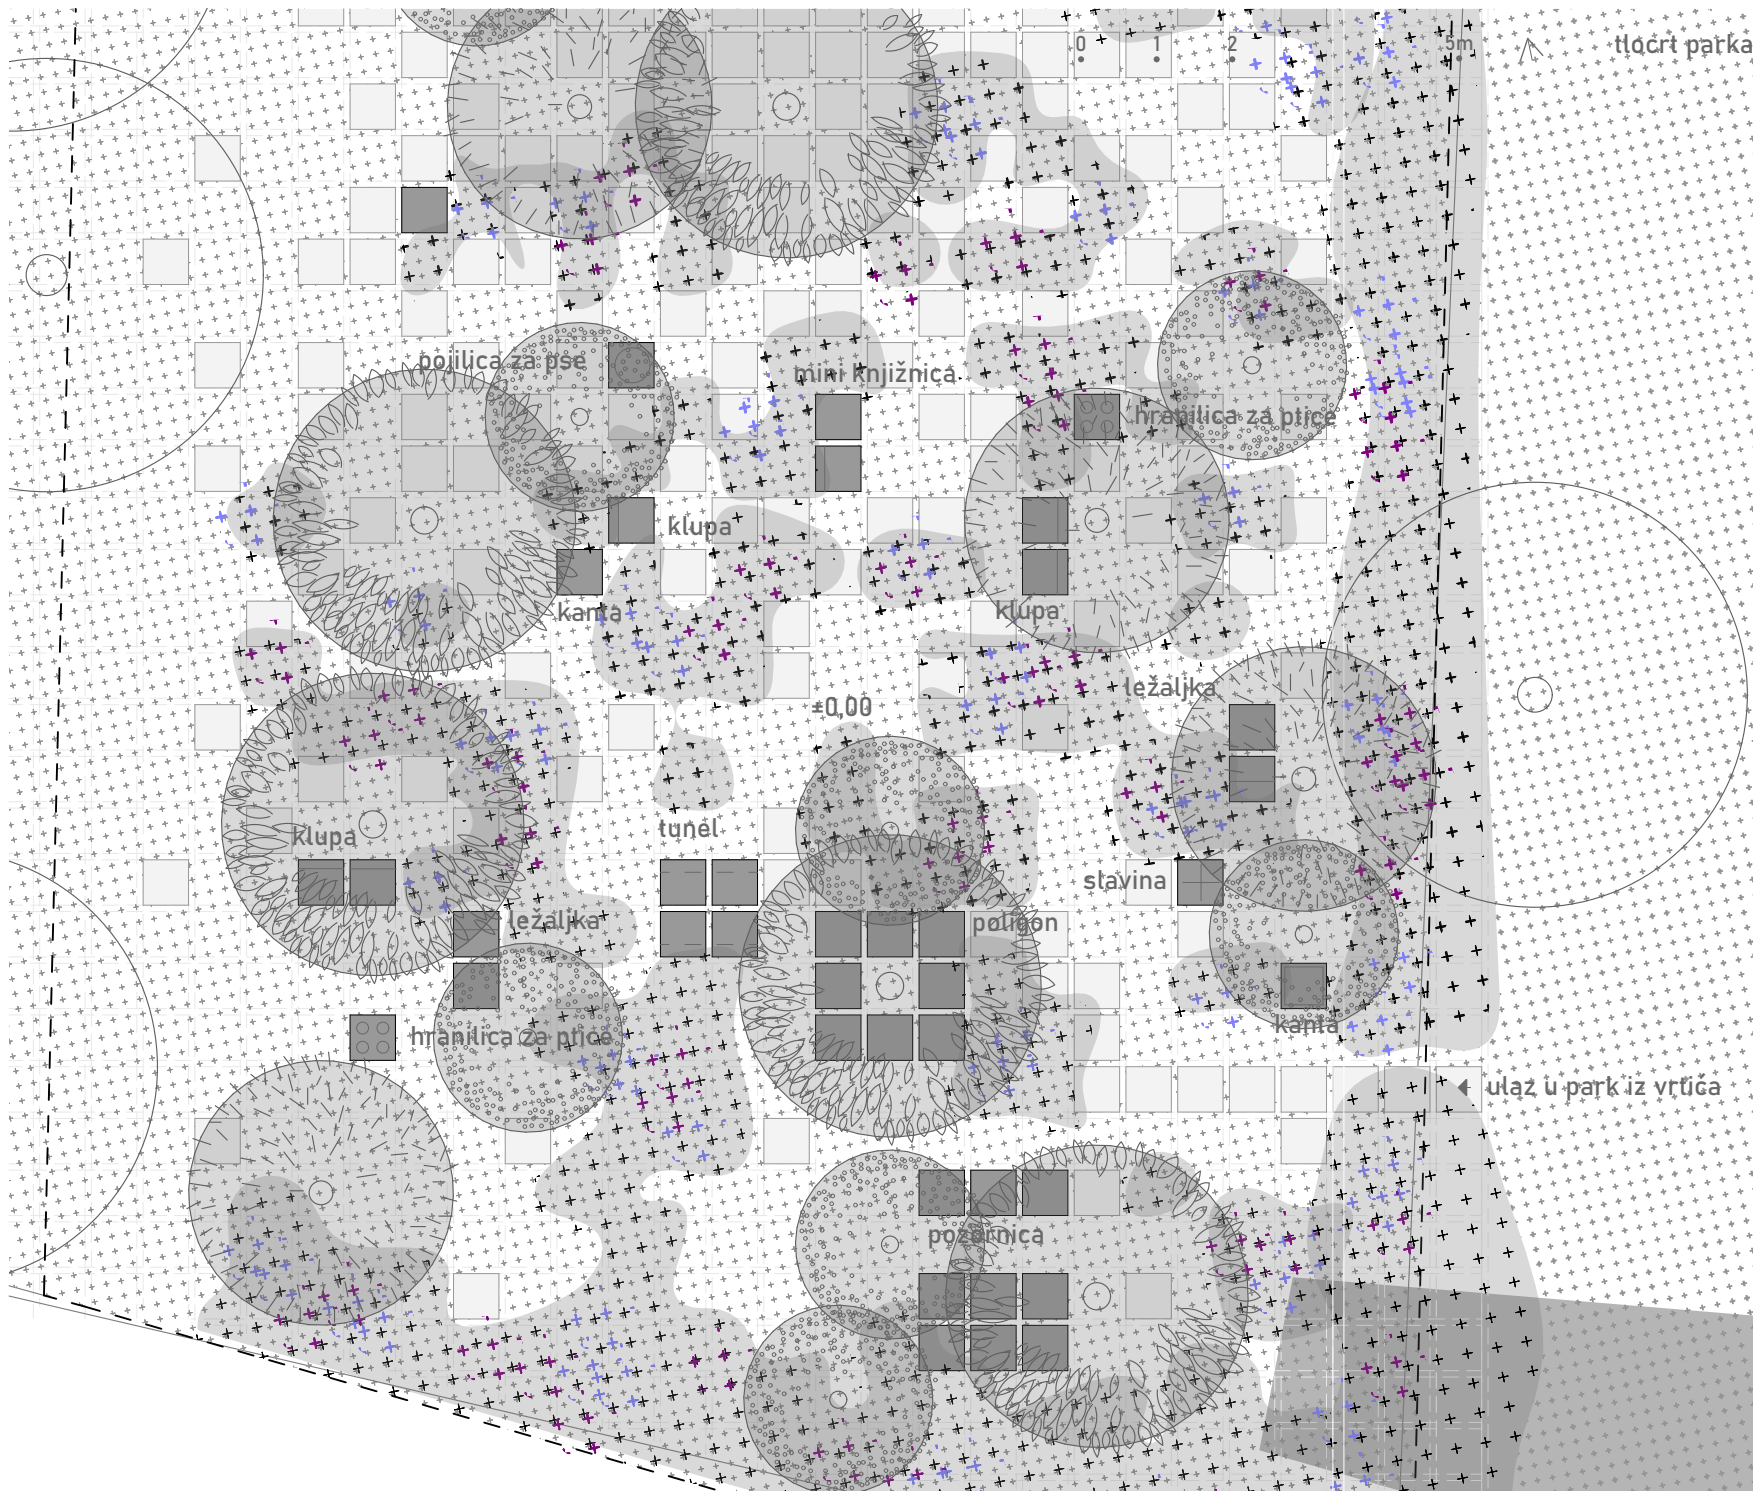 0 1 2 5m
tlocrt parka
pojilica za pse
mini knjižnica
hranilica za ptice
klupa
kanta
klupa
ležaljka
±0,00
tunel
klupa
slavina
ležaljka
poligon
kanta
hranilica za ptice
ulaz u park iz vrtića
pozornica